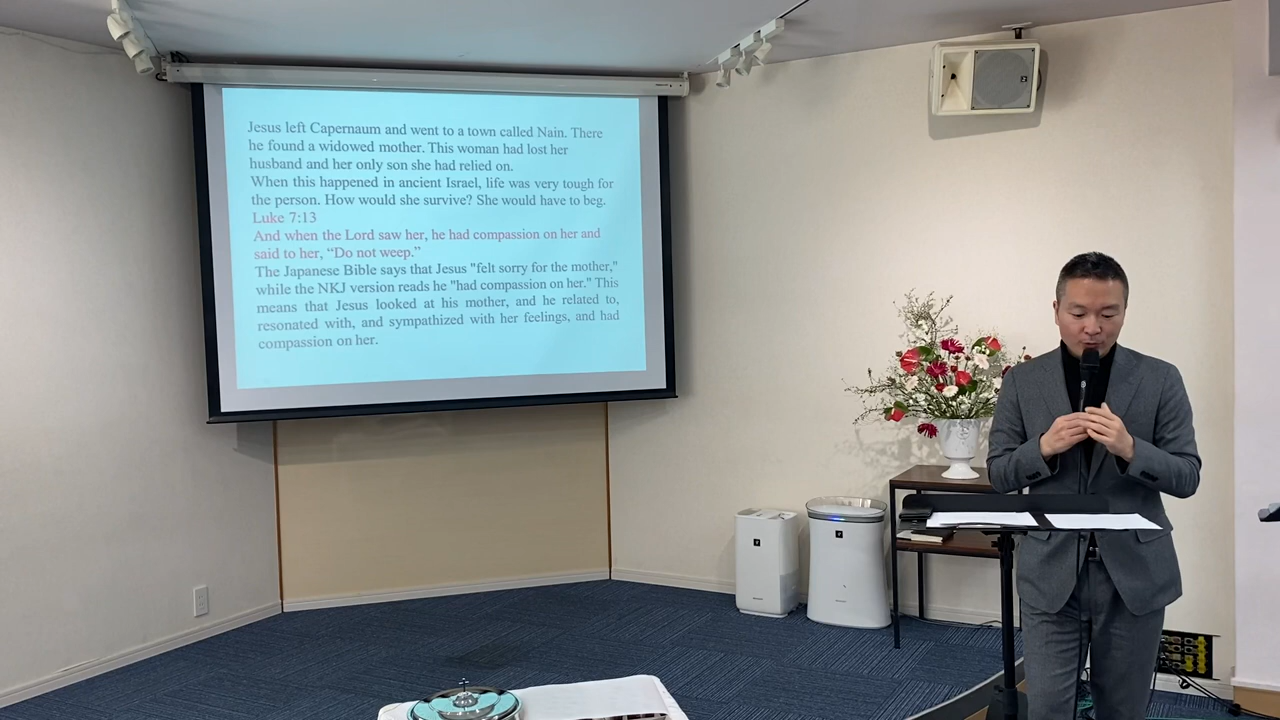 Jesus left Capernaum and went to a town called Nain. There
he found a widowed mother. This woman had lost her
husband and her only son she had relied on.
When this happened in ancient Israel, life was very tough for
the person. How would she survive? She would have to beg.
Luke 7:13
And when the Lord saw her, he had compassion on her and
said to her, “Do not weep.”
The Japanese Bible says that Jesus "felt sorry for the mother,"
while the NKJ version reads he "had compassion on her." This
means that Jesus looked at his mother, and he related to,
resonated with, and sympathized with her feelings, and had
compassion on her.